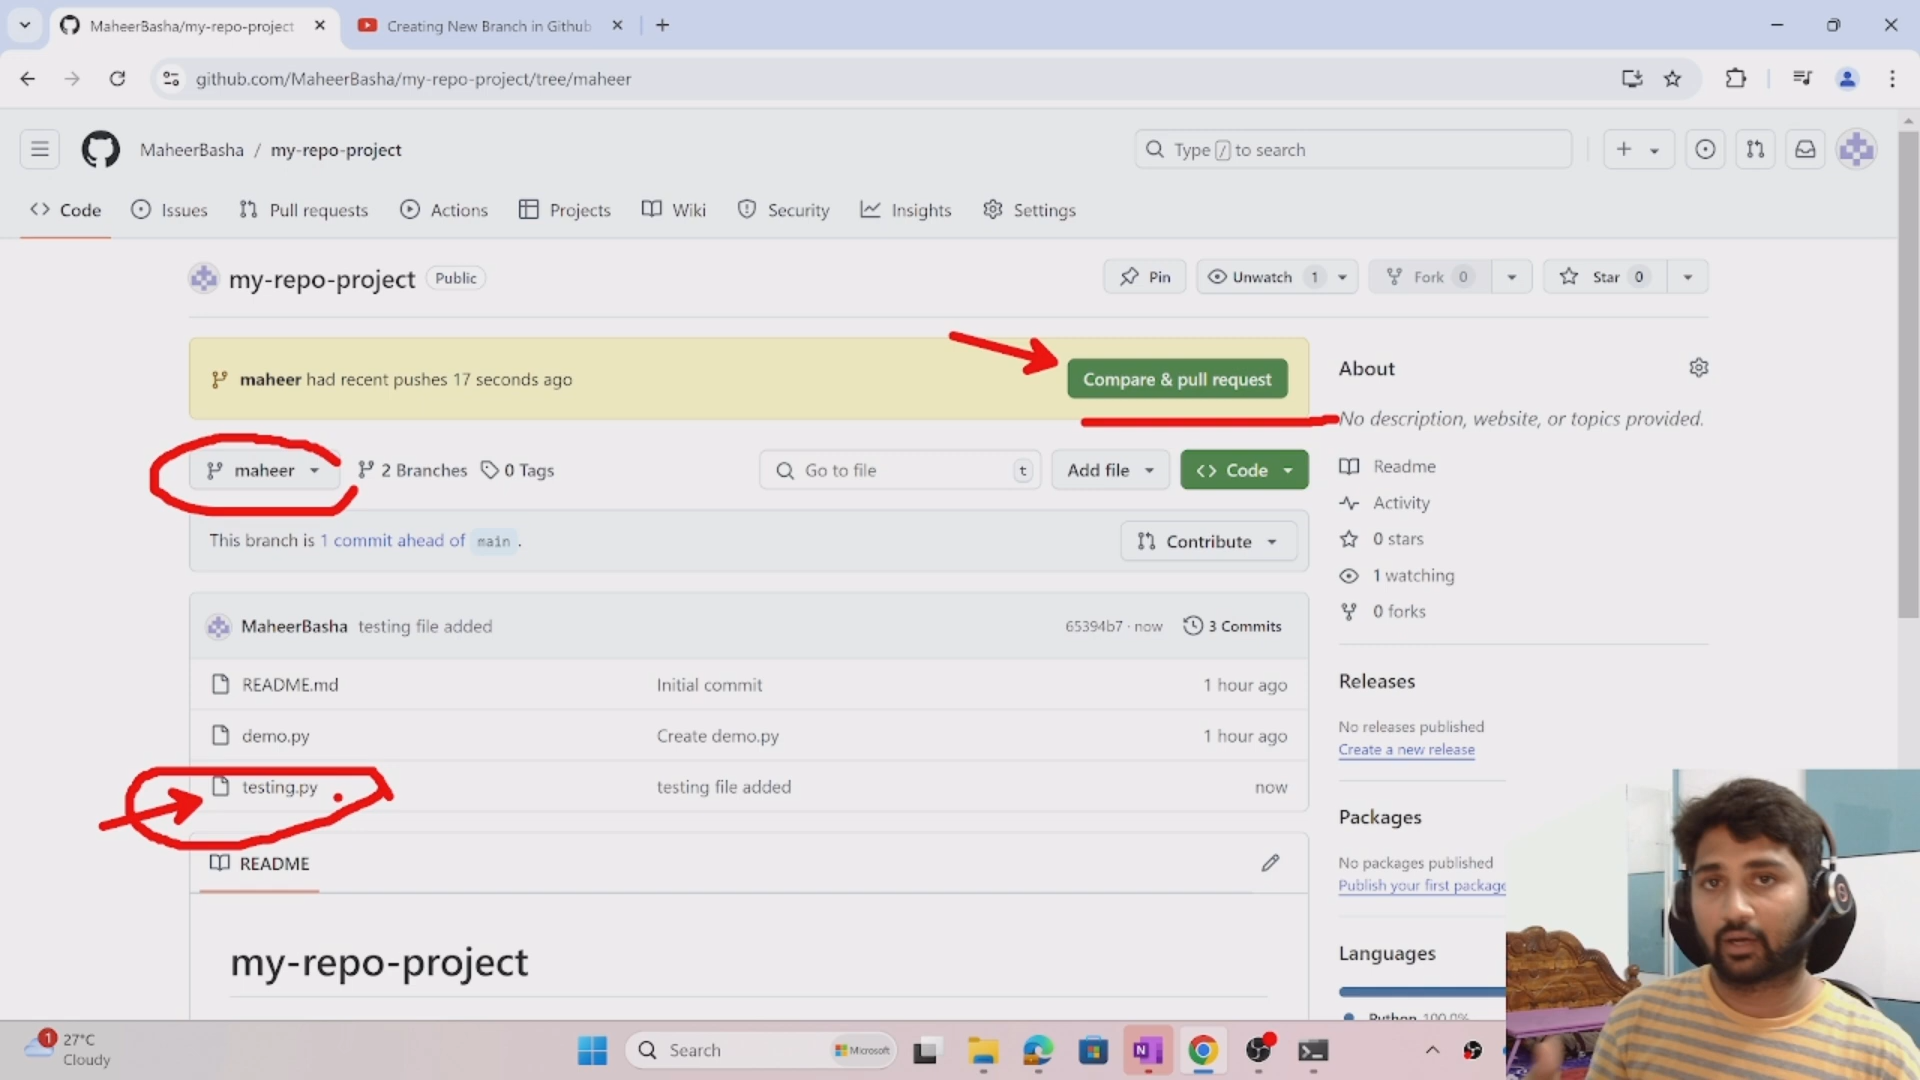 MaheerBasha/my-repo-project
Creating New Branch in Github
github.com/MaheerBasha/my-repo-project/tree/maheer
MaheerBasha / my-repo-project
Type / to search
Code
Issues
Pull requests
Actions
Projects
Wiki
Security
Insights
Settings
my-repo-project Public
Pin
Unwatch 1
Fork 0
Star 0
maheer had recent pushes 17 seconds ago
Compare & pull request
maheer
2 Branches
0 Tags
Go to file t
Add file
Code
This branch is 1 commit ahead of main .
Contribute
MaheerBasha testing file added
65394b7 · now
3 Commits
README.md Initial commit 1 hour ago
demo.py Create demo.py 1 hour ago
testing.py testing file added now
README
my-repo-project
About
No description, website, or topics provided.
Readme
Activity
0 stars
1 watching
0 forks
Releases
No releases published
Create a new release
Packages
No packages published
Publish your first package
Languages
Python 100.0%
1
27°C
Cloudy
Search
Microsoft